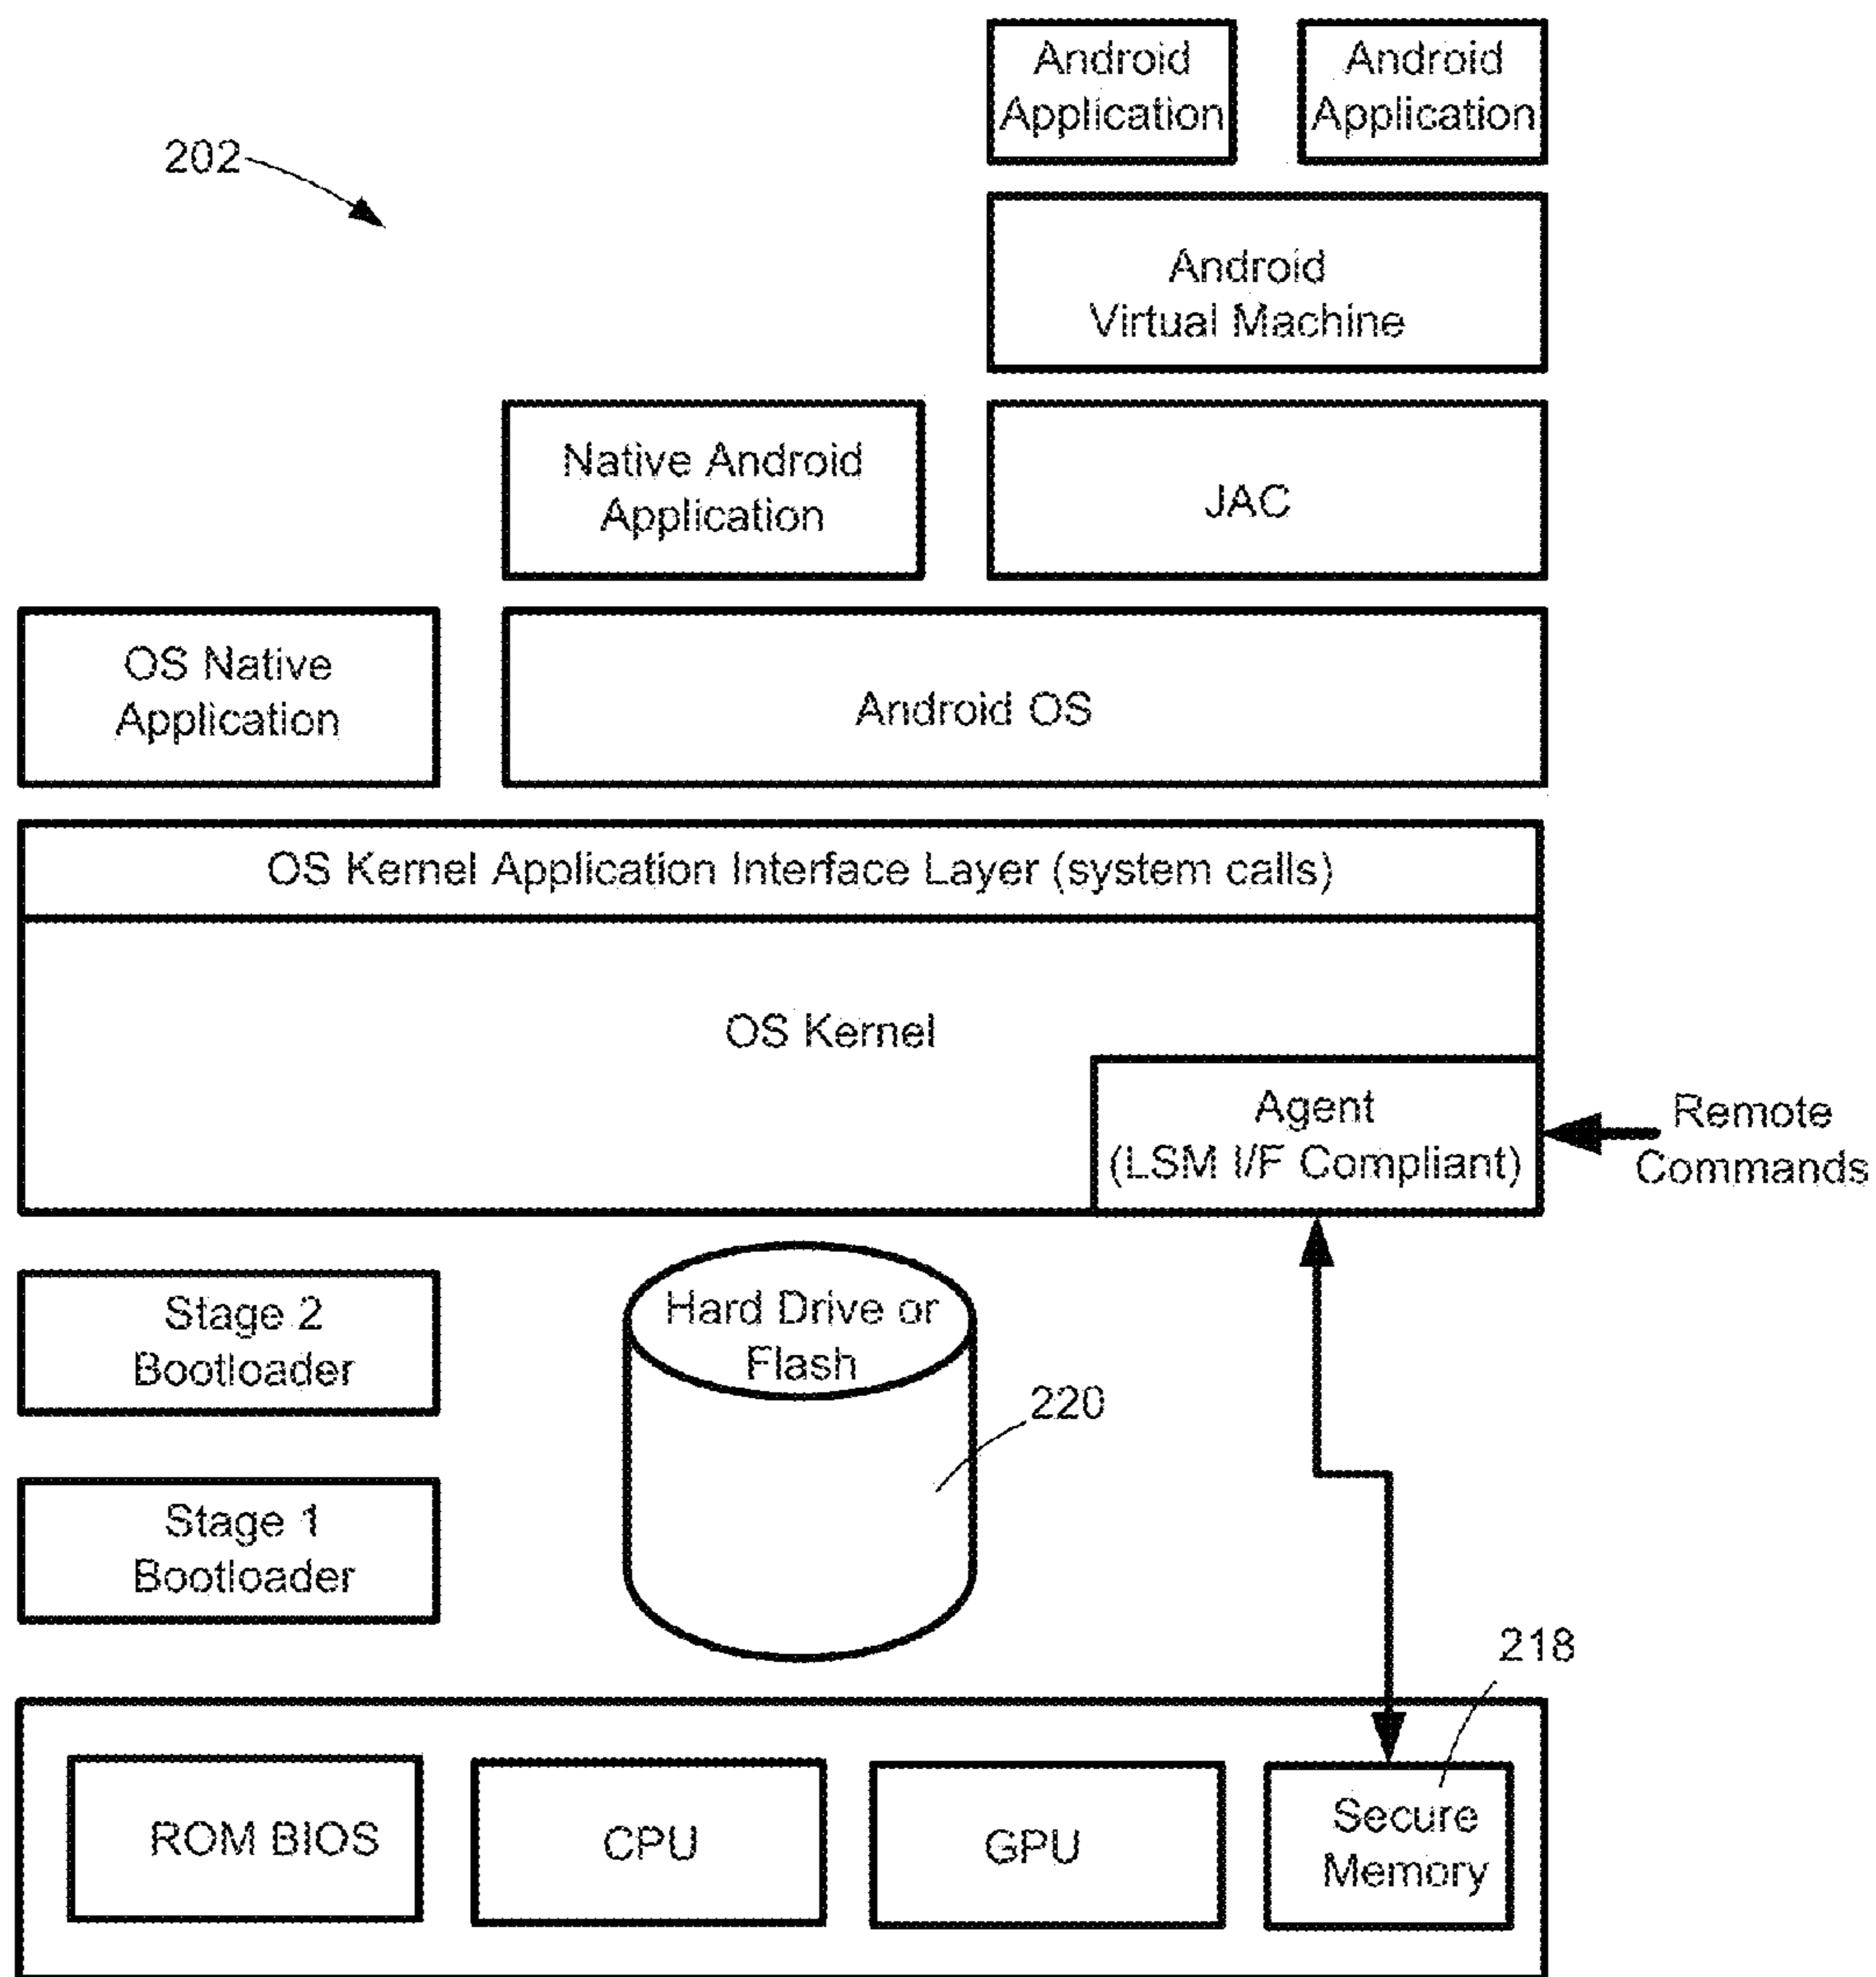 Android
Application
Android
Application
202
Android
Virtual Machine
Native Android
Application
JAC
OS Native
Application
Android OS
OS Kernel Application Interface Layer (system calls)
OS Kernel
Agent
(LSM I/F Compliant)
Remote
Commands
Stage 2
Bootloader
Hard Drive or
Flash
220
Stage 1
Bootloader
218
ROM BIOS
CPU
GPU
Secure
Memory